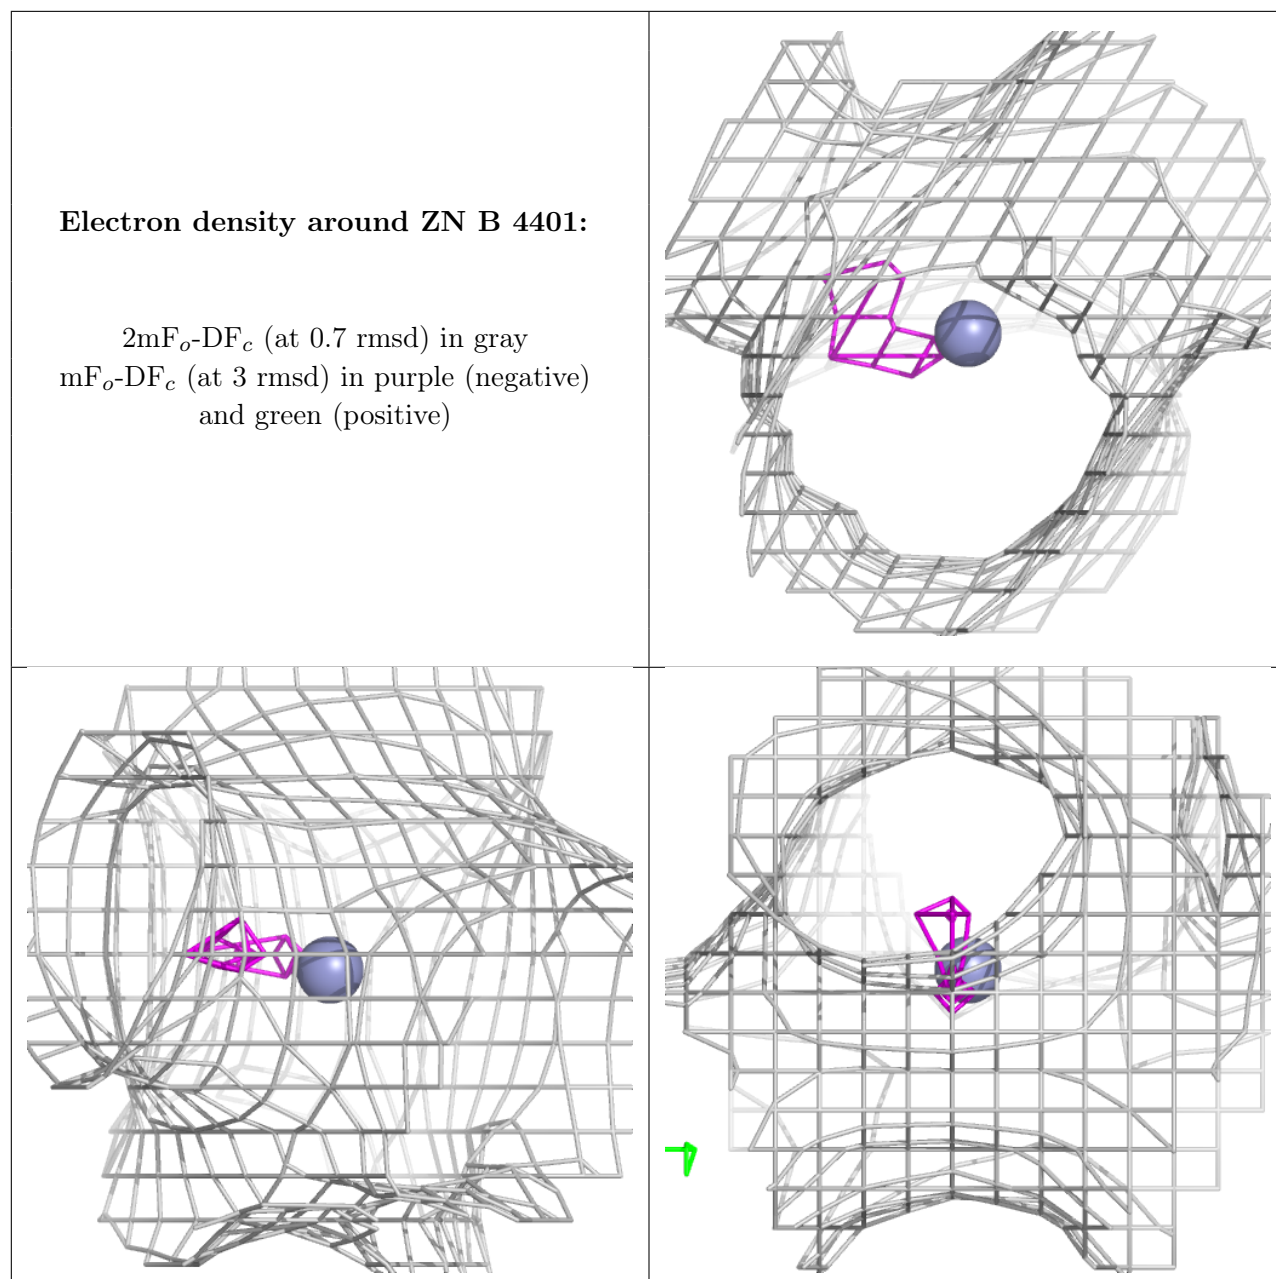 Electron density around ZN B 4401:
2mFo-DFc (at 0.7 rmsd) in gray
mFo-DFc (at 3 rmsd) in purple (negative)
and green (positive)